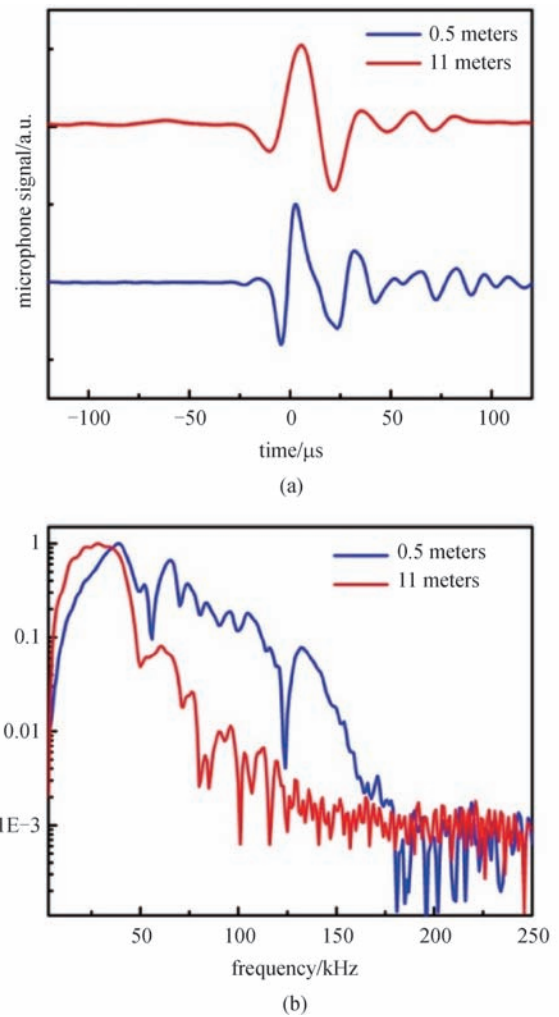 0.5 meters
11 meters
microphone signal/a.u.
−100 −50 0 50 100
time/μs
(a)
1
0.5 meters
11 meters
0.1
0.01
1E−3
50 100 150 200 250
frequency/kHz
(b)